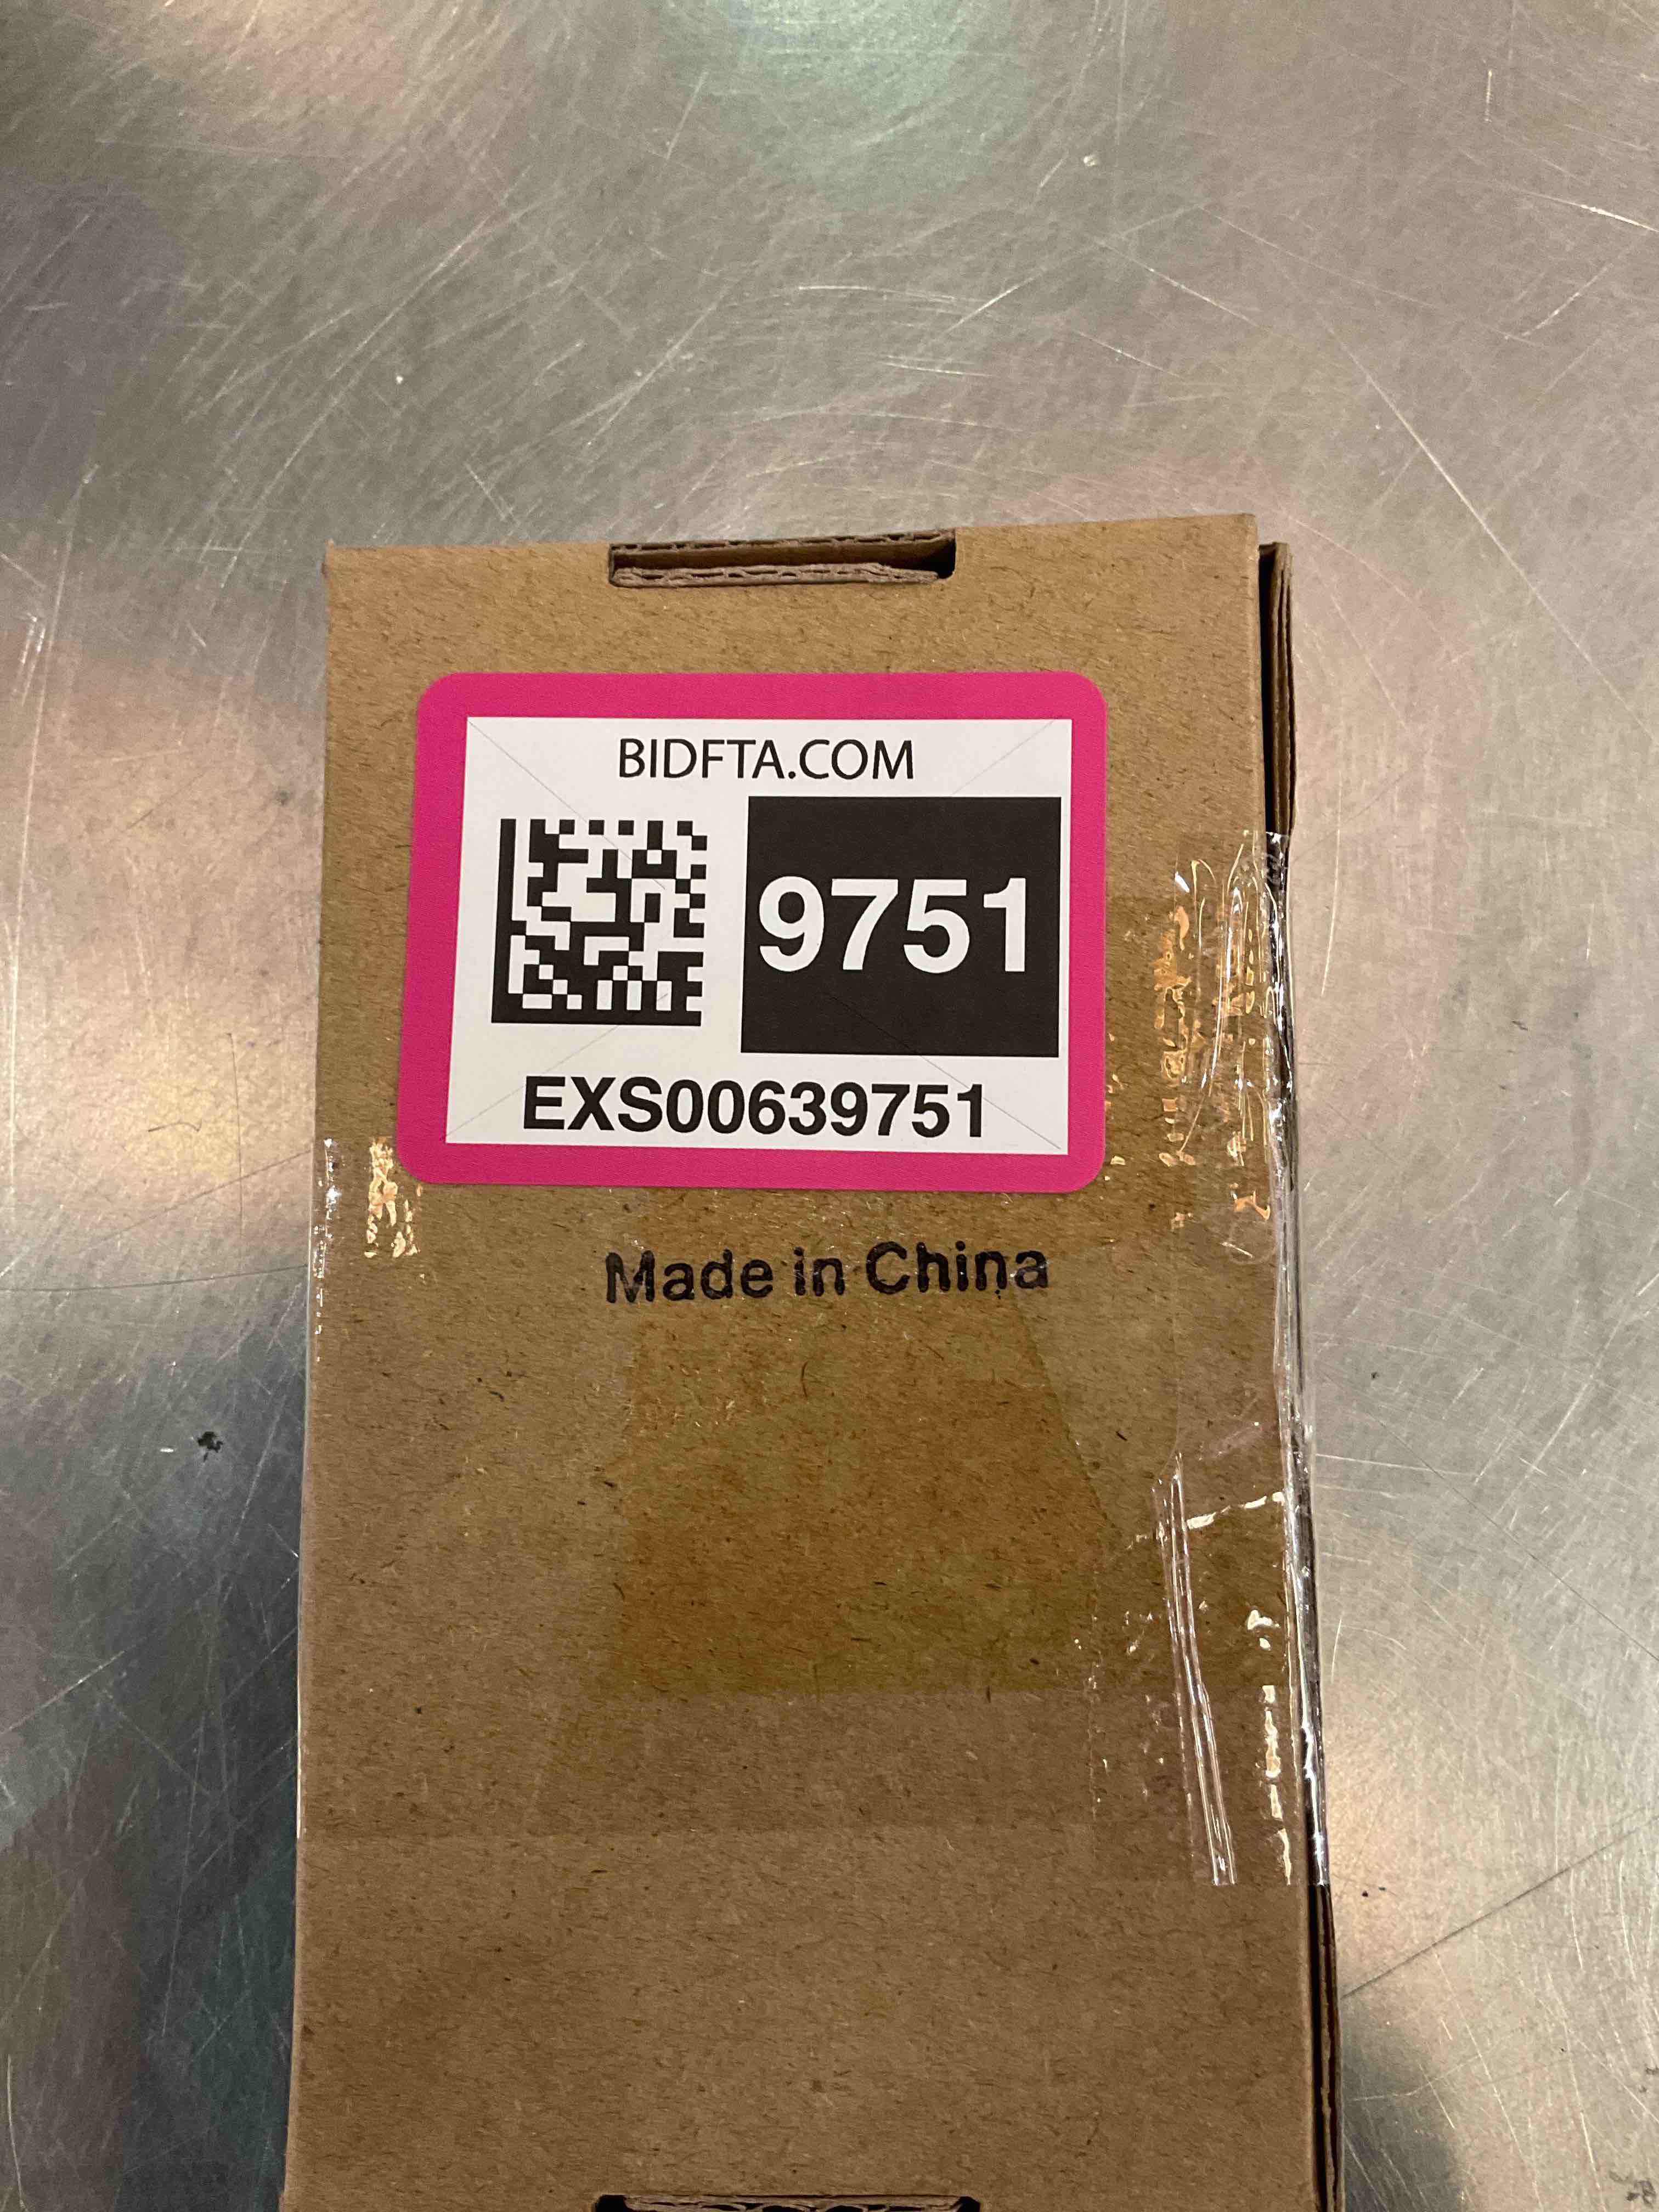 BIDFTA.COM
9751
EXS00639751
Made in China